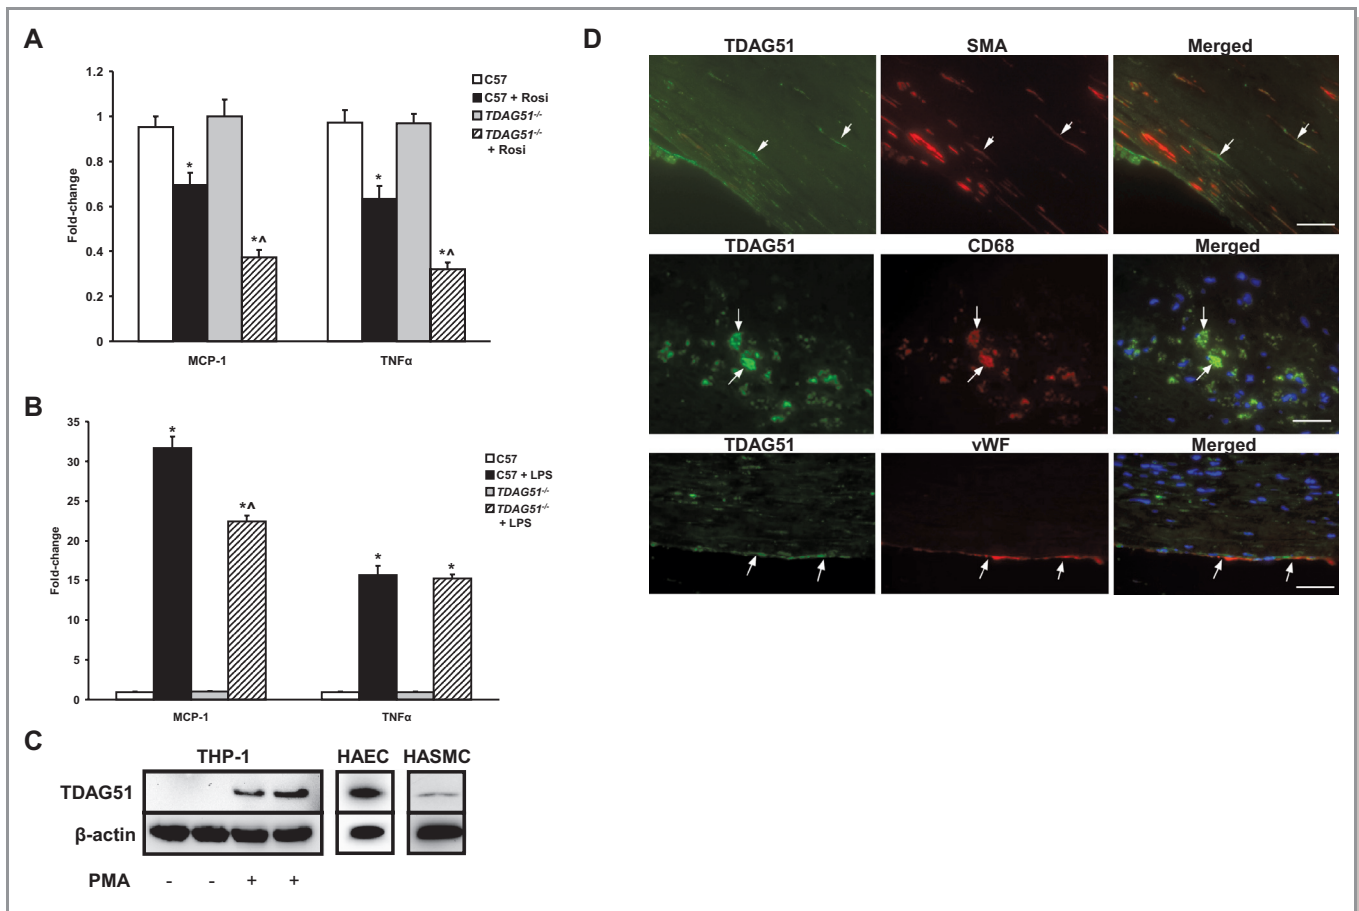 A
1.2
1
0.8
0.6
0.4
0.2
0
Fold-change
*
*^
*
*^
MCP-1
TNFα
C57
C57 + Rosi
TDAG51-/-
TDAG51-/-
+ Rosi
B
35
30
25
20
15
10
5
0
Fold-change
*
*^
*
*
MCP-1
TNFα
C57
C57 + LPS
TDAG51-/-
TDAG51-/-
+ LPS
C
THP-1 HAEC HASMC
TDAG51
β-actin
PMA - - + +
D
TDAG51 SMA Merged
TDAG51 CD68 Merged
TDAG51 vWF Merged